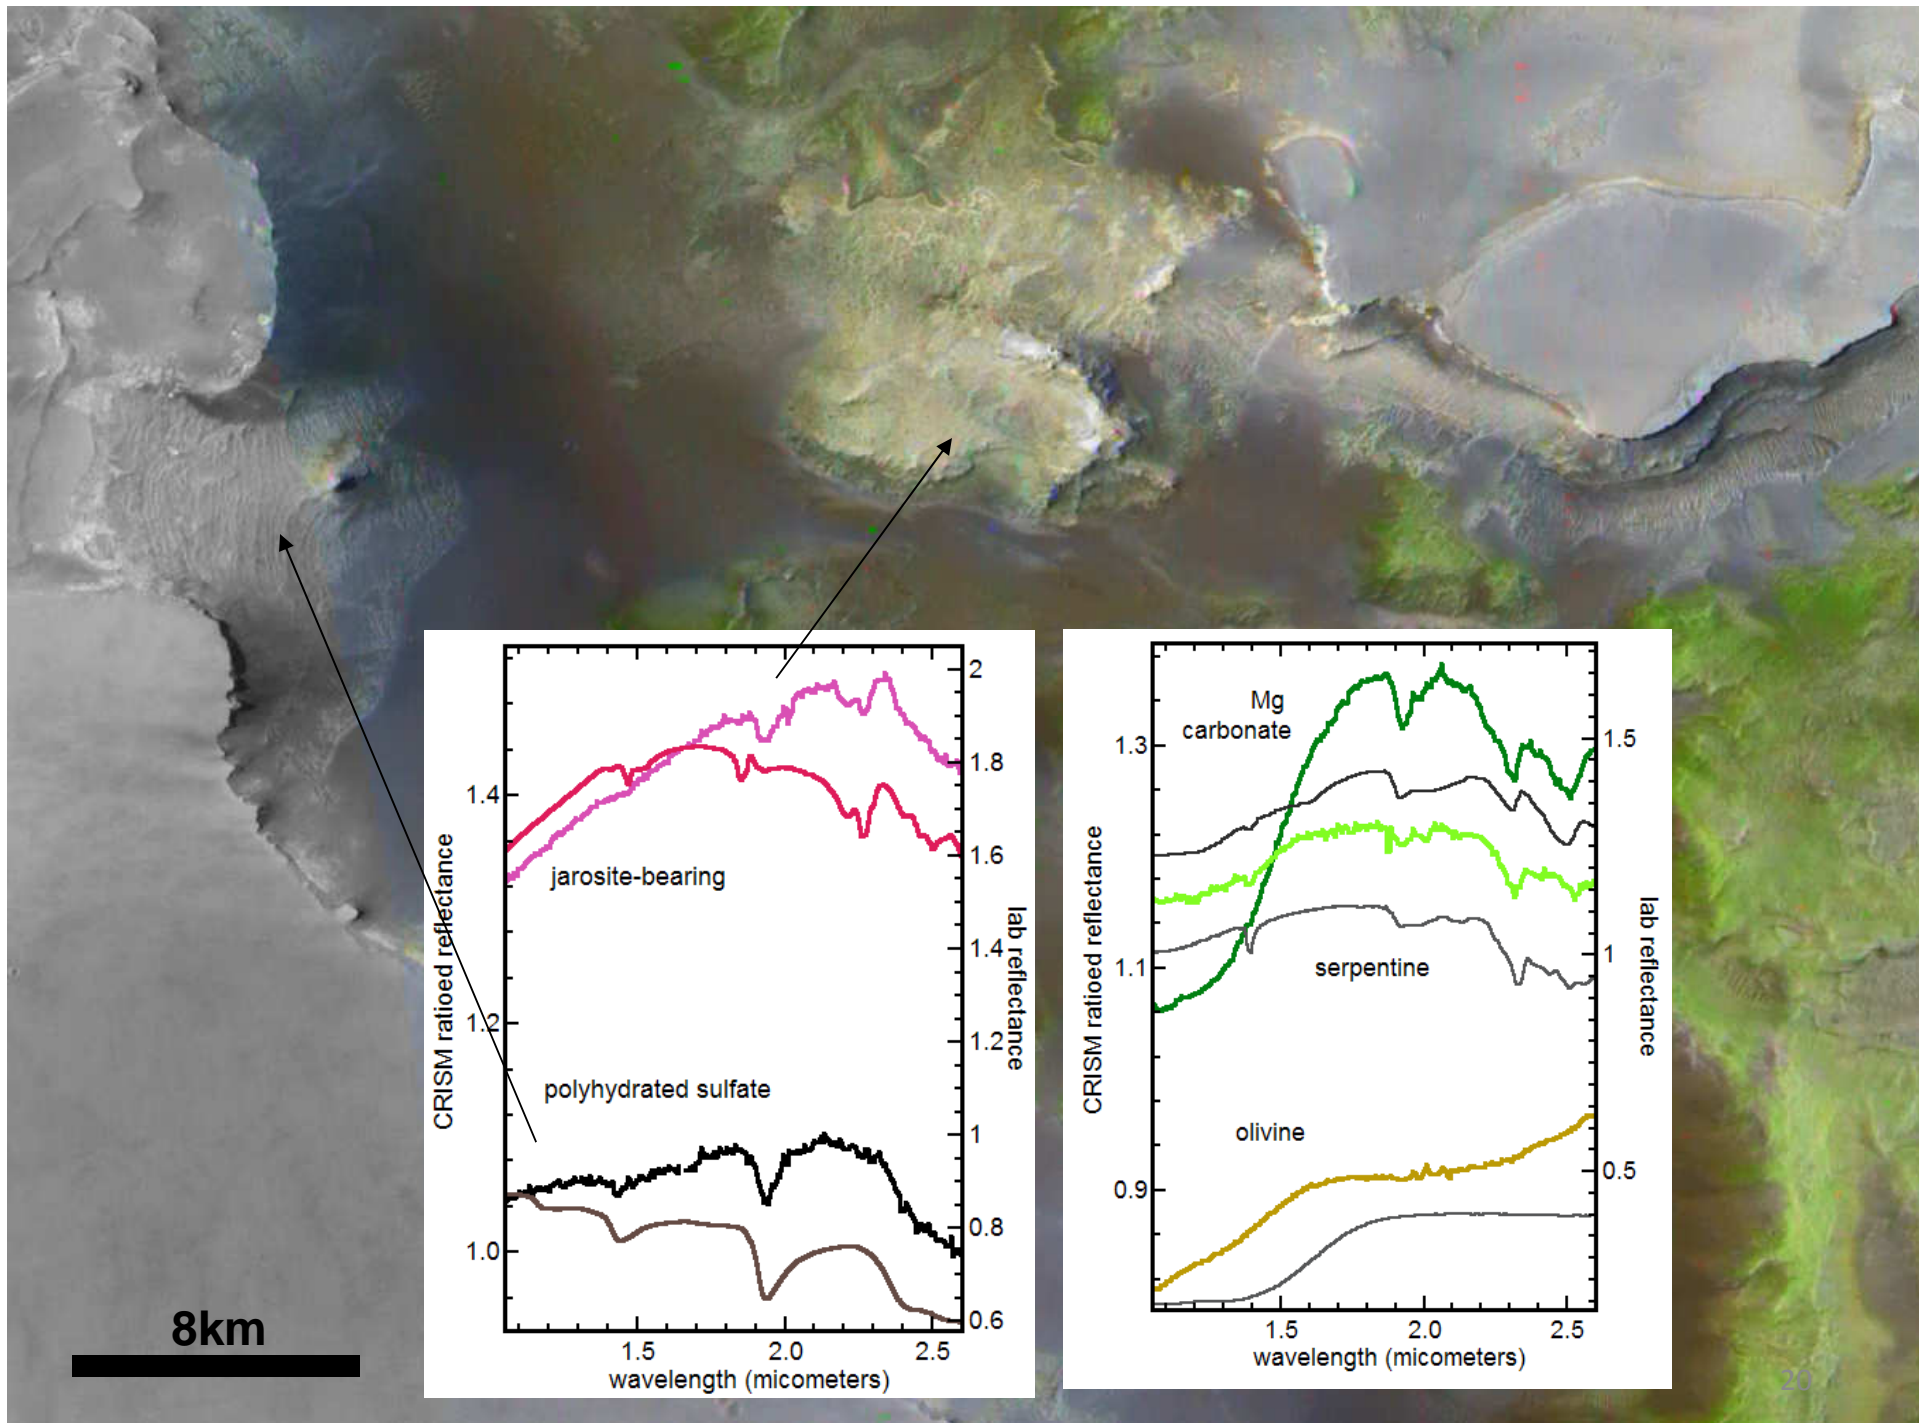 8km
CRISM ratioed reflectance
1.4
1.2
1.0
2
1.8
1.6
1.4
1.2
1
0.8
0.6
lab reflectance
jarosite-bearing
polyhydrated sulfate
1.5
2.0
2.5
wavelength (micometers)
CRISM ratioed reflectance
1.3
1.1
0.9
1.5
1
0.5
lab reflectance
Mg
carbonate
serpentine
olivine
1.5
2.0
2.5
wavelength (micometers)
20